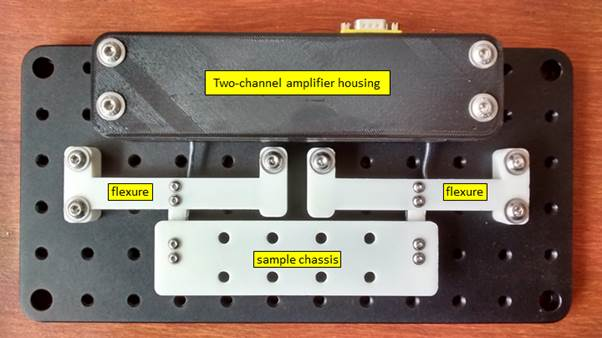 Two-channel amplifier housing
flexure
flexure
sample chassis